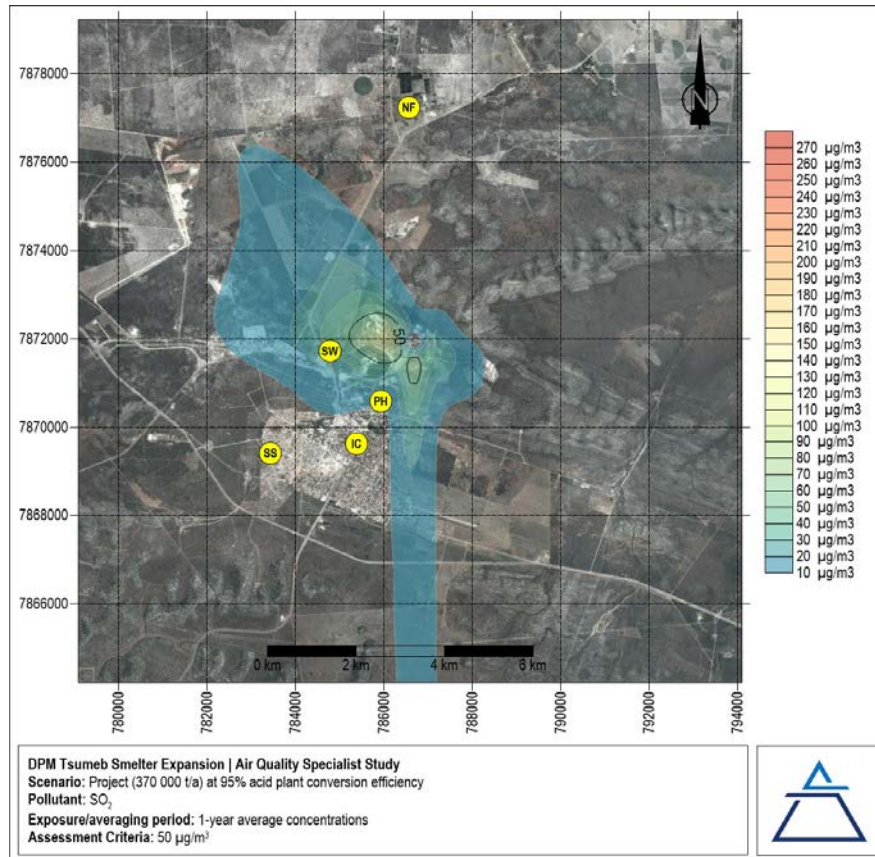 7878000
7876000
7874000
7872000
7870000
7868000
7866000
NF
N
50
SW
PH
IC
SS
0 km
2 km
4 km
6 km
780000
782000
784000
786000
788000
790000
792000
794000
270 µg/m3
260 µg/m3
250 µg/m3
240 µg/m3
230 µg/m3
220 µg/m3
210 µg/m3
200 µg/m3
190 µg/m3
180 µg/m3
170 µg/m3
160 µg/m3
150 µg/m3
140 µg/m3
130 µg/m3
120 µg/m3
110 µg/m3
100 µg/m3
90 µg/m3
80 µg/m3
70 µg/m3
60 µg/m3
50 µg/m3
40 µg/m3
30 µg/m3
20 µg/m3
10 µg/m3
DPM Tsumeb Smelter Expansion | Air Quality Specialist Study
Scenario: Project (370 000 t/a) at 95% acid plant conversion efficiency
Pollutant: SO₂
Exposure/averaging period: 1-year average concentrations
Assessment Criteria: 50 µg/m³